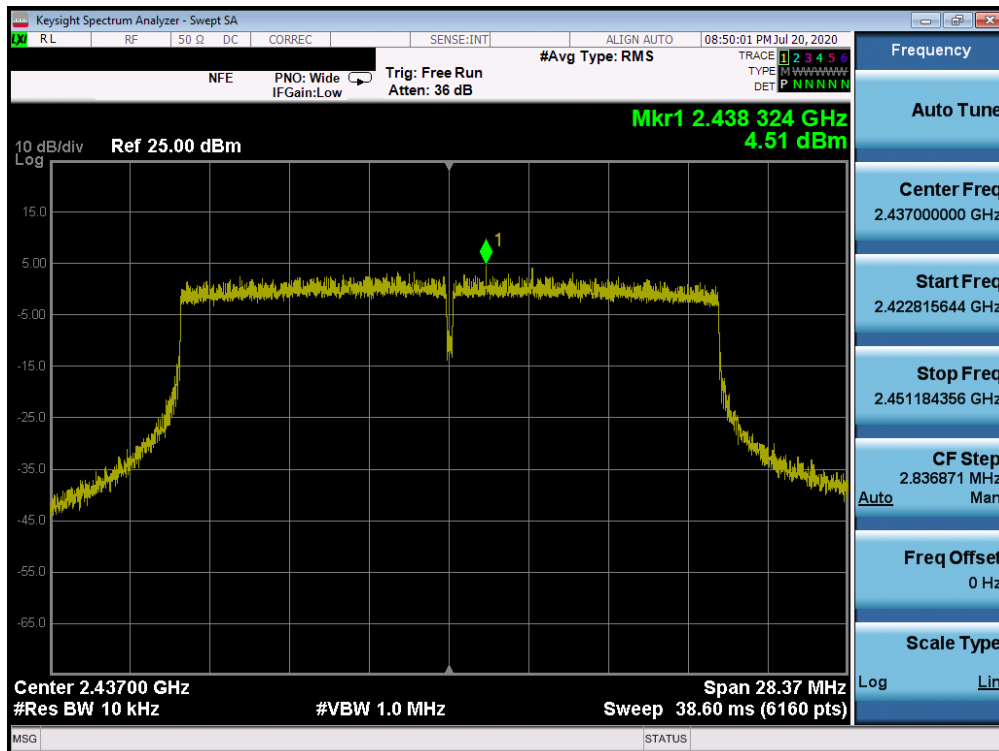 Keysight Spectrum Analyzer - Swept SA
LXI RL RF 50 Ω DC CORREC SENSE:INT ALIGN AUTO 08:50:01 PM Jul 20, 2020
Frequency
#Avg Type: RMS
TRACE 1 2 3 4 5 6
NFE PNO: Wide Trig: Free Run
TYPE M WWWWW
IFGain:Low Atten: 36 dB
DET P N N N N N
Auto Tune
Mkr1 2.438 324 GHz
4.51 dBm
10 dB/div Ref 25.00 dBm
Log
15.0
5.00
-5.00
-15.0
-25.0
-35.0
-45.0
-55.0
-65.0
1
Center Freq
2.437000000 GHz
Start Freq
2.422815644 GHz
Stop Freq
2.451184356 GHz
CF Step
2.836871 MHz
Auto Man
Freq Offset
0 Hz
Scale Type
Log Lin
Center 2.43700 GHz Span 28.37 MHz
#Res BW 10 kHz #VBW 1.0 MHz Sweep 38.60 ms (6160 pts)
MSG STATUS